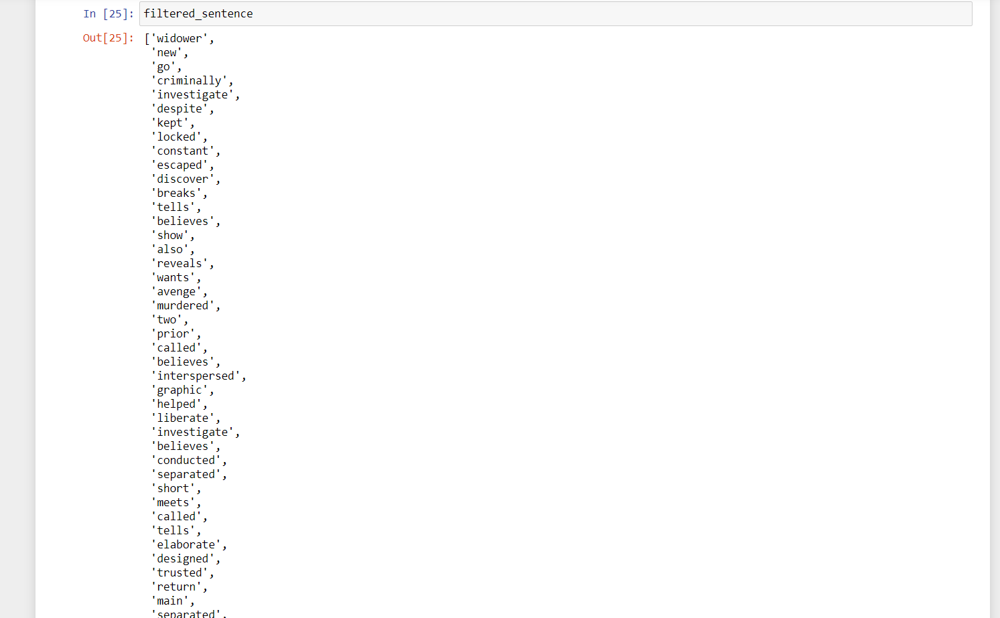 In [25]: filtered_sentence
Out[25]: ['widower',
'new',
'go',
'criminally',
'investigate',
'despite',
'kept',
'locked',
'constant',
'escaped',
'discover',
'breaks',
'tells',
'believes',
'show',
'also',
'reveals',
'wants',
'avenge',
'murdered',
'two',
'prior',
'called',
'believes',
'interspersed',
'graphic',
'helped',
'liberate',
'investigate',
'believes',
'conducted',
'separated',
'short',
'meets',
'called',
'tells',
'elaborate',
'designed',
'trusted',
'return',
'main',
'separated',